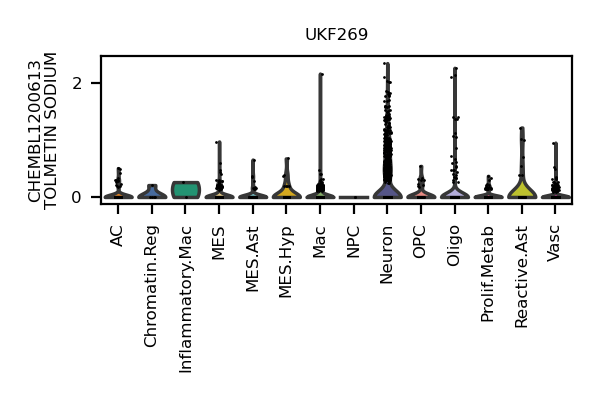 UKF269
CHEMBL1200613
TOLMETIN SODIUM
2
0
AC
Chromatin.Reg
Inflammatory.Mac
MES
MES.Ast
MES.Hyp
Mac
NPC
Neuron
OPC
Oligo
Prolif.Metab
Reactive.Ast
Vasc